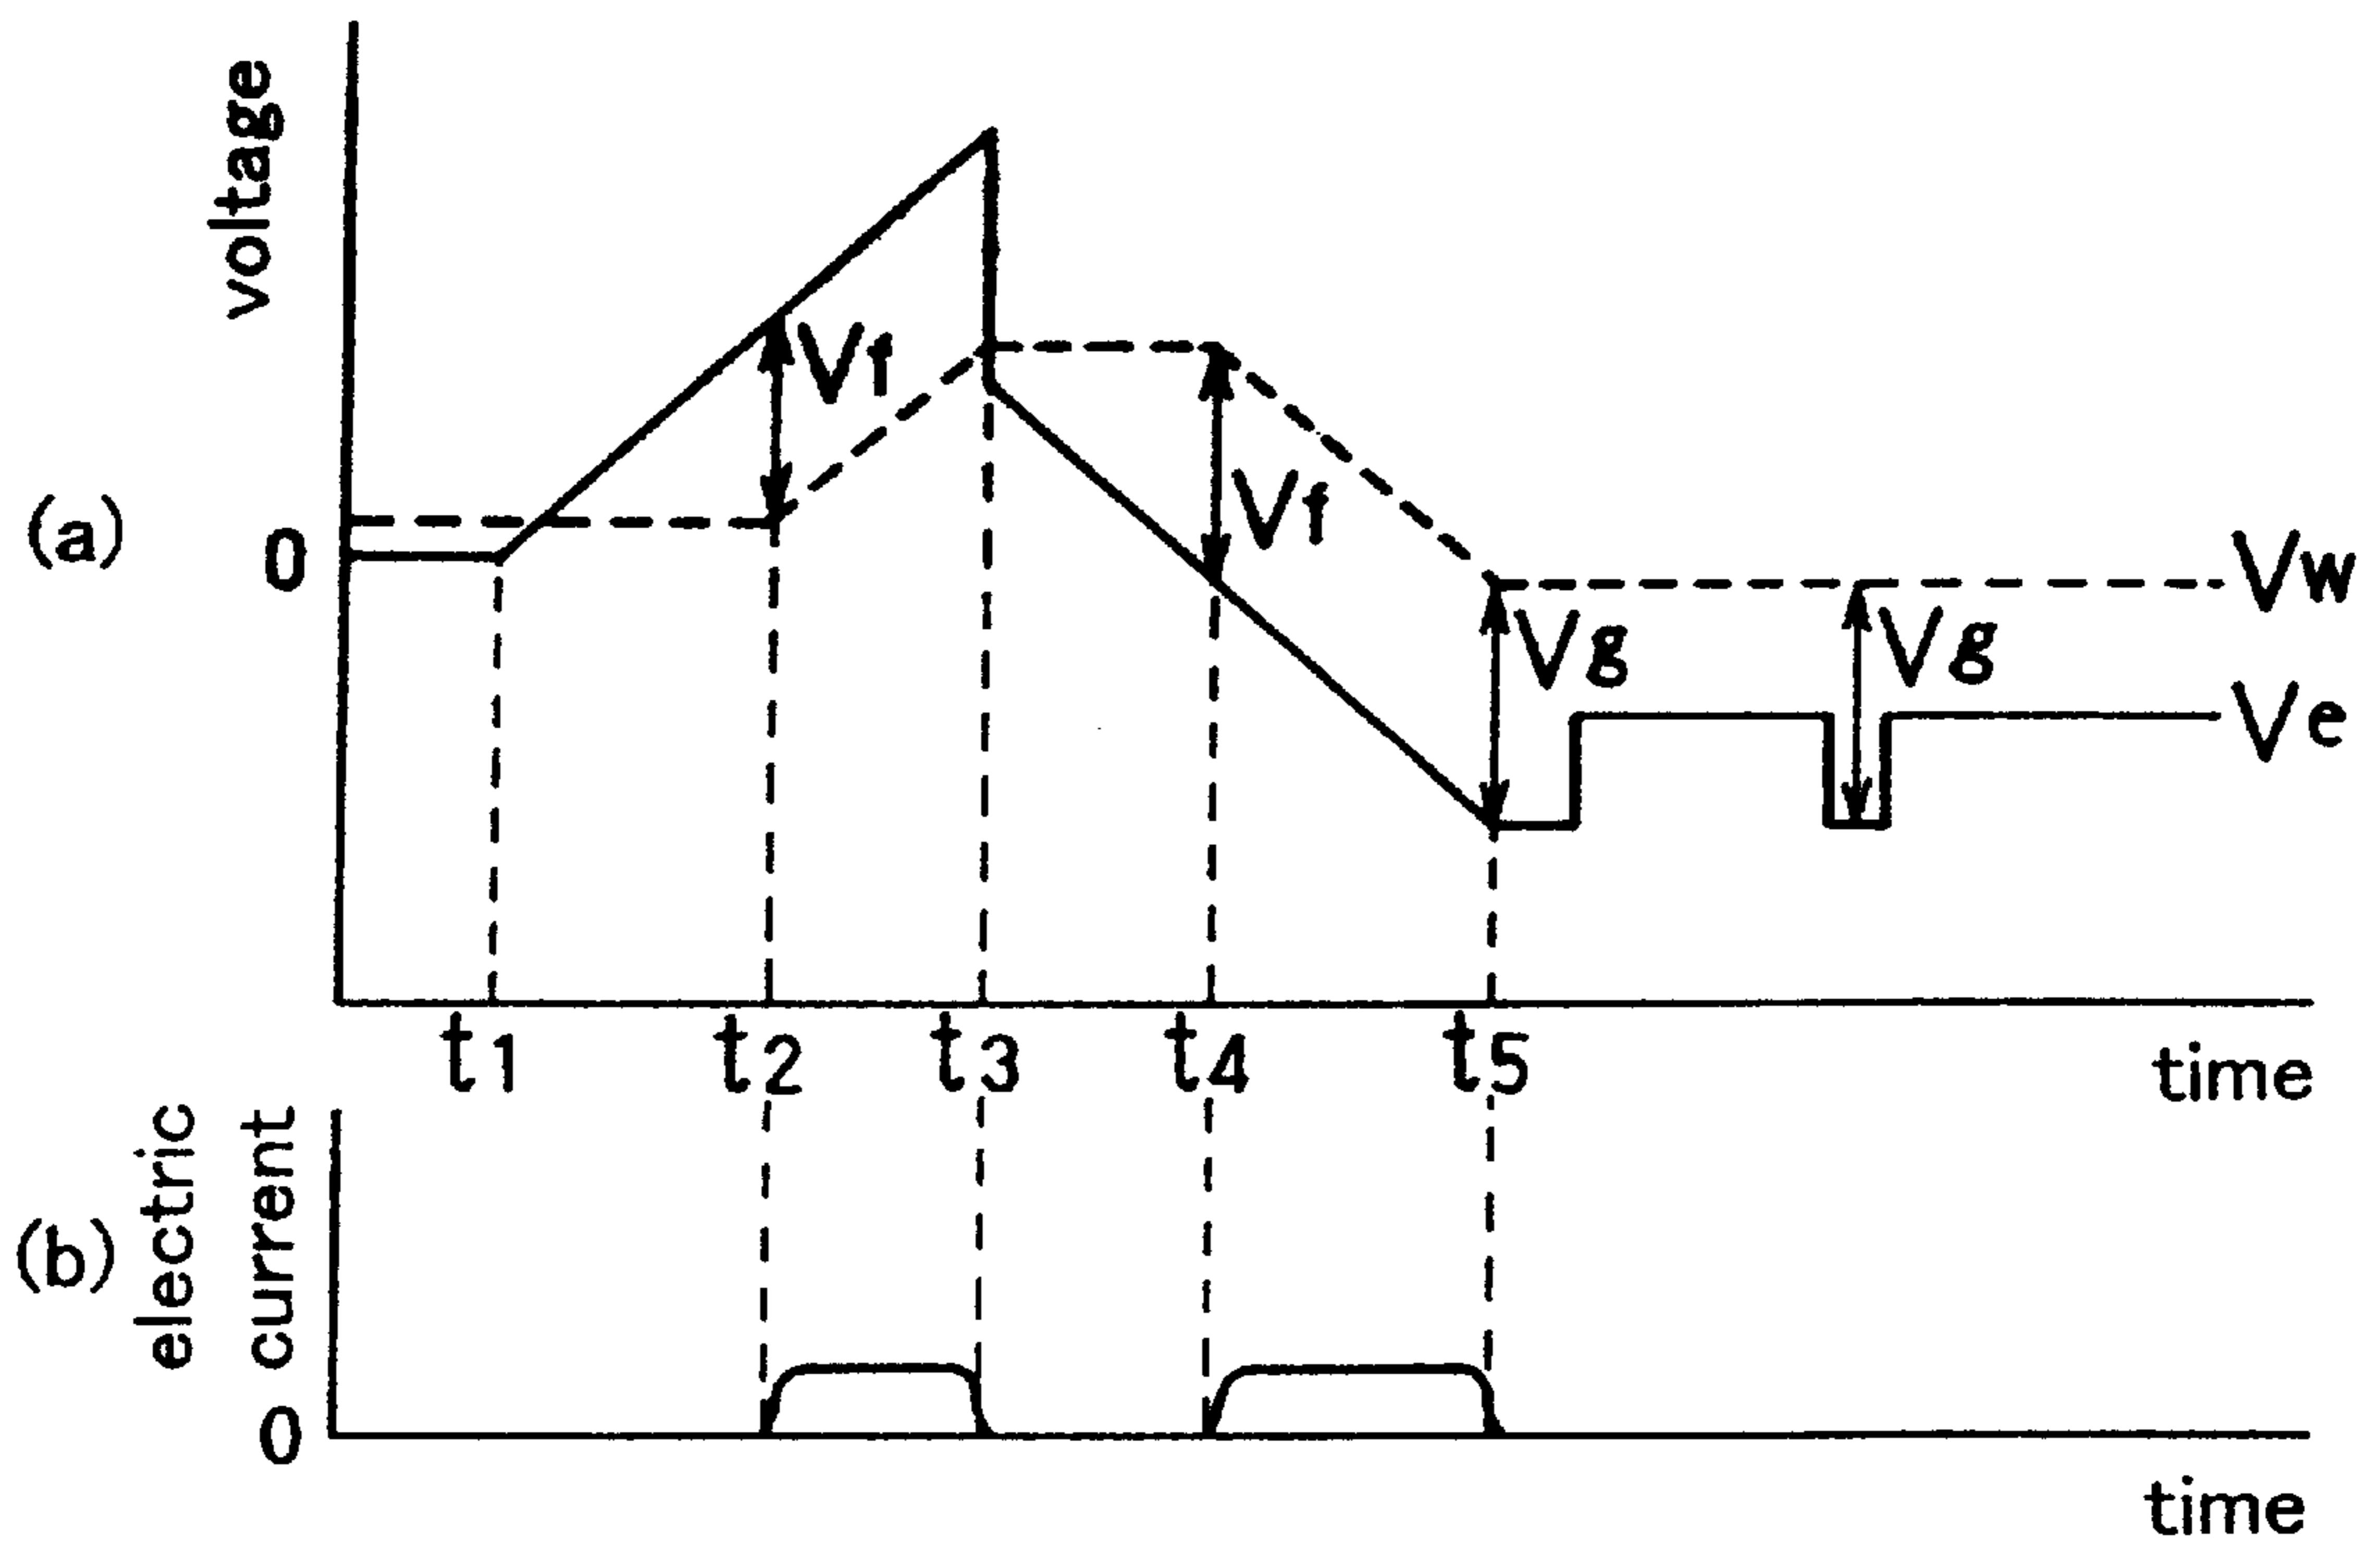 voltage
(a)
0
Vf
Vf
Vg
Vg
Vw
Ve
t1 t2 t3 t4 t5
time
electric
current
(b)
0
time